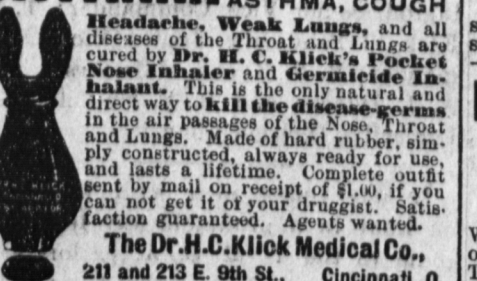 ASTHMA, COUGH
Headache, Weak Lungs, and all
diseases of the Throat and Lungs are
cured by Dr. H. C. Klick's Pocket
Nose Inhaler and Germicide In-
halant. This is the only natural and
direct way to kill the disease-germs
in the air passages of the Nose, Throat
and Lungs. Made of hard rubber, sim-
ply constructed, always ready for use,
and lasts a lifetime. Complete outfit
sent by mail on receipt of $1.00, if you
can not get it of your druggist. Satis-
faction guaranteed. Agents wanted.
The Dr.H.C.Klick Medical Co.,
211 and 213 E. 9th St., Cincinnati, O.